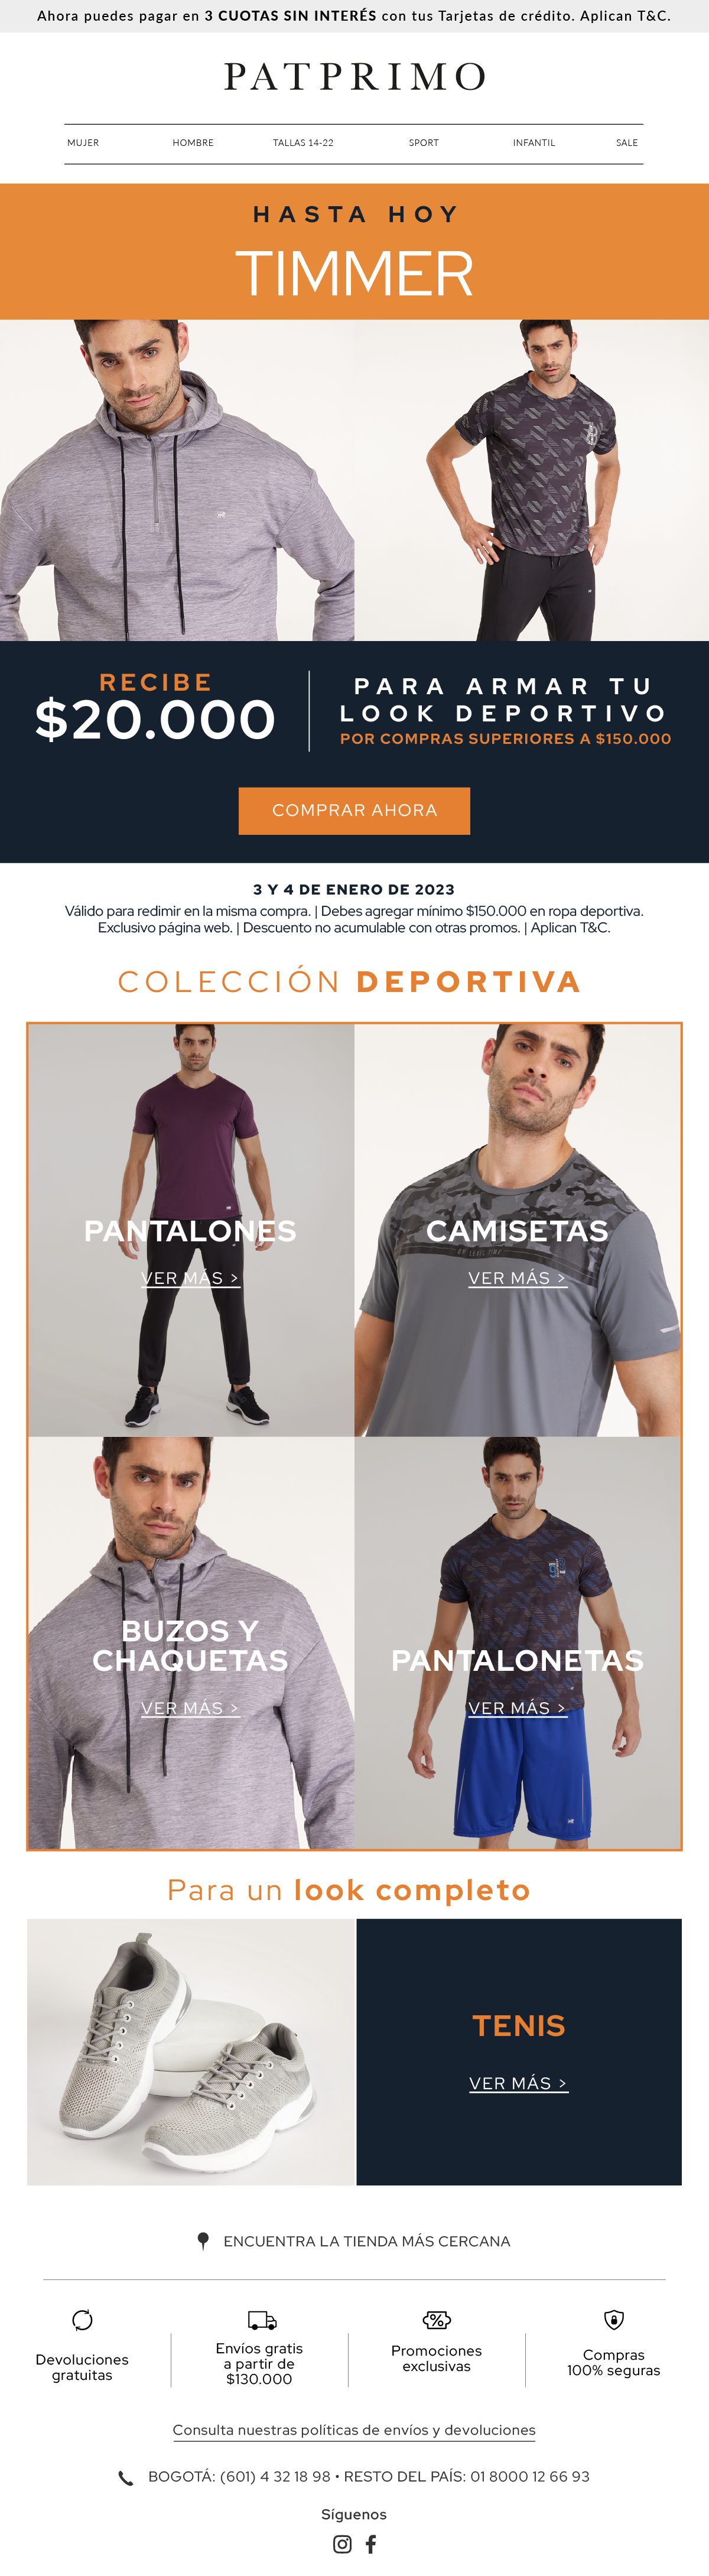 Ahora puedes pagar en 3 CUOTAS SIN INTERÉS con tus Tarjetas de crédito. Aplican T&C.
PATPRIMO
MUJER HOMBRE TALLAS 14-22 SPORT INFANTIL SALE
HASTA HOY
TIMMER
RECIBE
$20.000
PARA ARMAR TU
LOOK DEPORTIVO
POR COMPRAS SUPERIORES A $150.000
COMPRAR AHORA
3 Y 4 DE ENERO DE 2023
Válido para redimir en la misma compra. | Debes agregar mínimo $150.000 en ropa deportiva.
Exclusivo página web. | Descuento no acumulable con otras promos. | Aplican T&C.
COLECCIÓN DEPORTIVA
PANTALONES
VER MÁS >
CAMISETAS
VER MÁS >
BUZOS Y
CHAQUETAS
VER MÁS >
PANTALONETAS
VER MÁS >
Para un look completo
TENIS
VER MÁS >
ENCUENTRA LA TIENDA MÁS CERCANA
Devoluciones
gratuitas
Envíos gratis
a partir de
$130.000
Promociones
exclusivas
Compras
100% seguras
Consulta nuestras políticas de envíos y devoluciones
BOGOTÁ: (601) 4 32 18 98 • RESTO DEL PAÍS: 01 8000 12 66 93
Síguenos